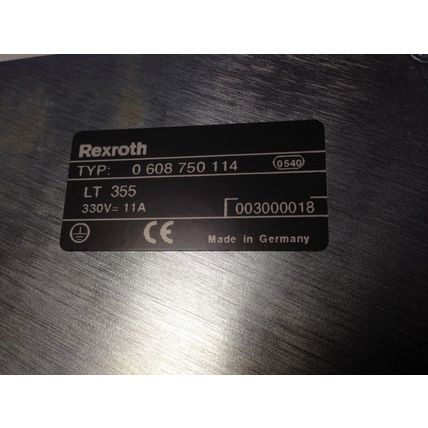 Rexroth
TYP: 0 608 750 114 0540
LT 355
330V= 11A 003000018
CE Made in Germany